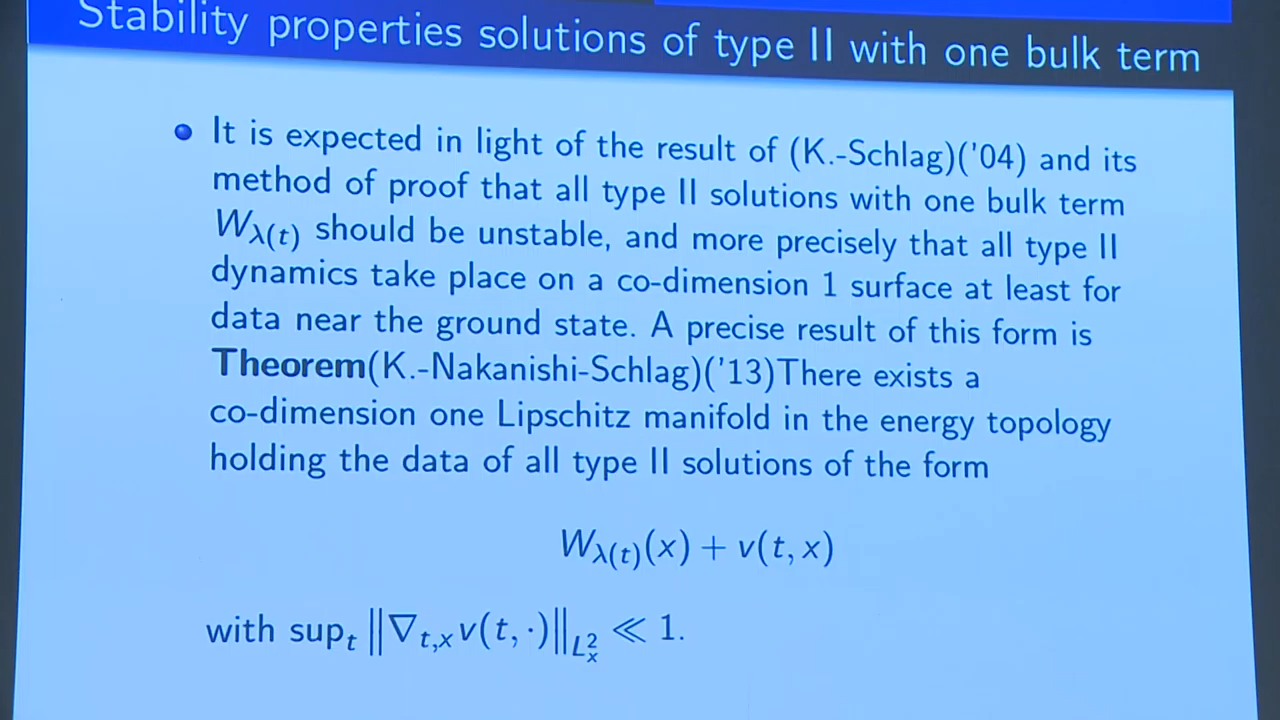 Stability properties solutions of type II with one bulk term
It is expected in light of the result of (K.-Schlag)('04) and its
method of proof that all type II solutions with one bulk term
W_{λ(t)} should be unstable, and more precisely that all type II
dynamics take place on a co-dimension 1 surface at least for
data near the ground state. A precise result of this form is
Theorem(K.-Nakanishi-Schlag)('13)There exists a
co-dimension one Lipschitz manifold in the energy topology
holding the data of all type II solutions of the form
W_{λ(t)}(x) + v(t, x)
with sup_t ‖∇_{t,x} v(t, ·)‖_{L^2_x} ≪ 1.